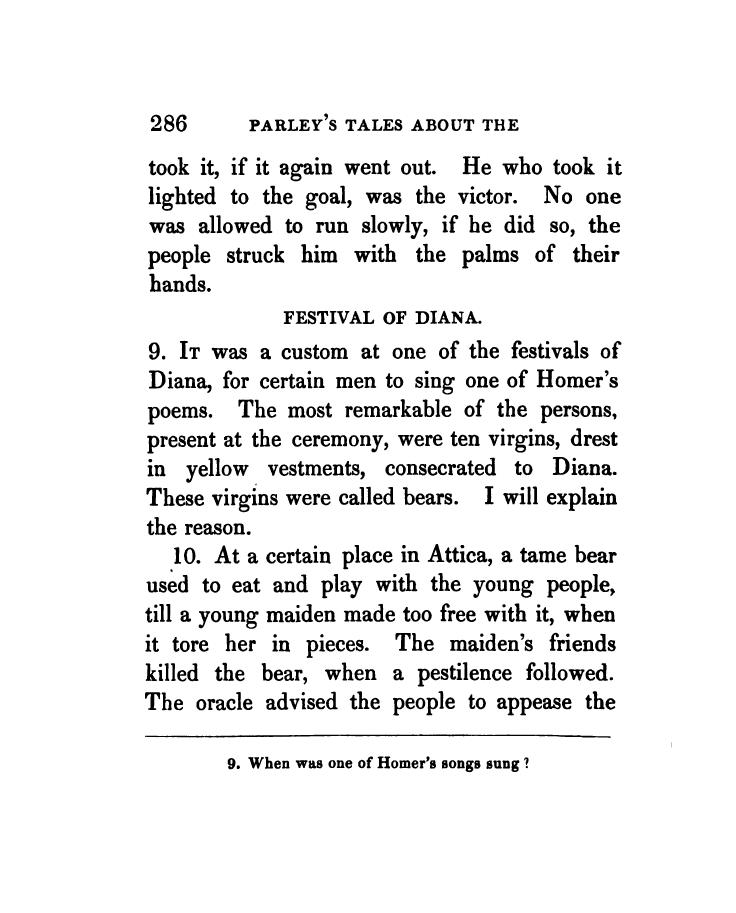 286 PARLEY'S TALES ABOUT THE
took it, if it again went out. He who took it
lighted to the goal, was the victor. No one
was allowed to run slowly, if he did so, the
people struck him with the palms of their
hands.
FESTIVAL OF DIANA.
9. IT was a custom at one of the festivals of
Diana, for certain men to sing one of Homer's
poems. The most remarkable of the persons,
present at the ceremony, were ten virgins, drest
in yellow vestments, consecrated to Diana.
These virgins were called bears. I will explain
the reason.
10. At a certain place in Attica, a tame bear
used to eat and play with the young people,
till a young maiden made too free with it, when
it tore her in pieces. The maiden's friends
killed the bear, when a pestilence followed.
The oracle advised the people to appease the
9. When was one of Homer's songs sung?